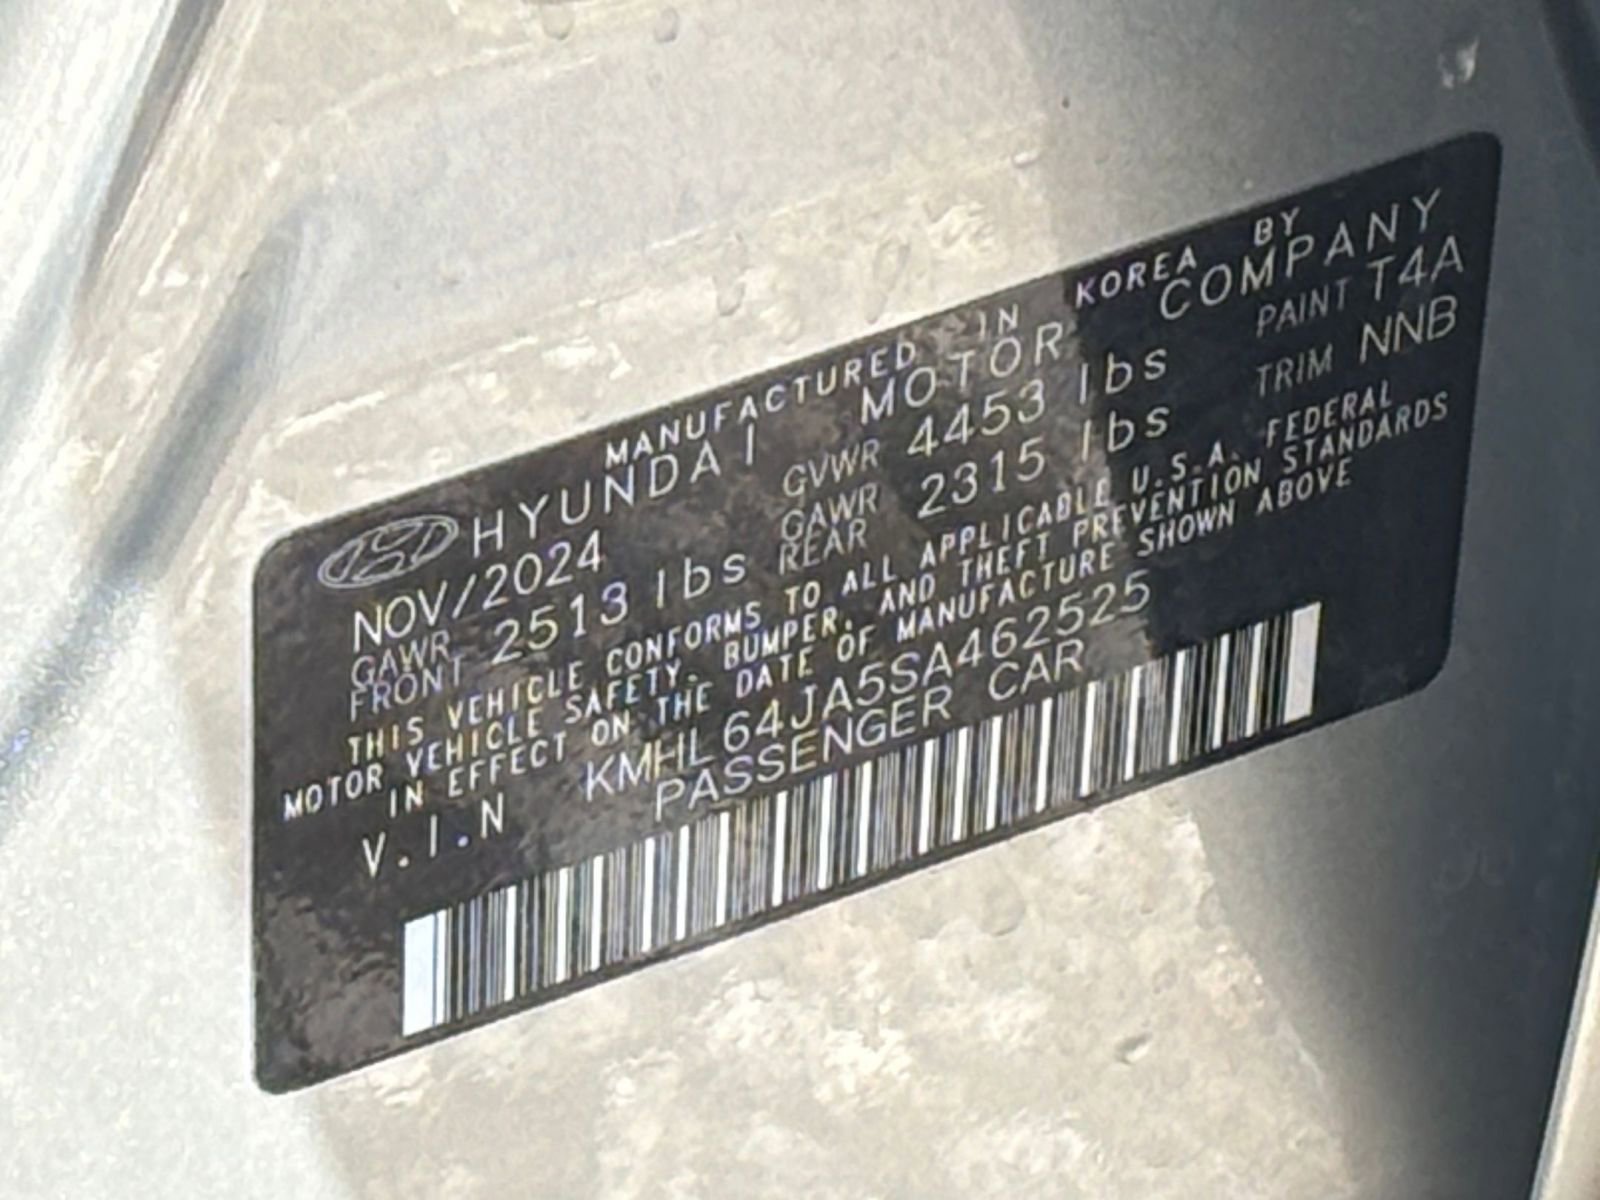 MANUFACTURED IN KOREA BY
HYUNDAI MOTOR COMPANY
NOV/2024 GVWR 4453 lbs PAINT T4A
GAWR FRONT 2513 lbs GAWR REAR 2315 lbs TRIM NNB
THIS VEHICLE CONFORMS TO ALL APPLICABLE U.S.A. FEDERAL
MOTOR VEHICLE SAFETY, BUMPER, AND THEFT PREVENTION STANDARDS
IN EFFECT ON THE DATE OF MANUFACTURE SHOWN ABOVE
V.I.N KMHL64JA5SA462525
PASSENGER CAR